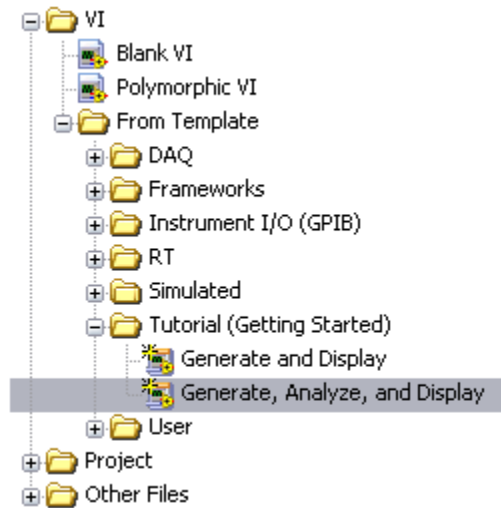 VI
Blank VI
Polymorphic VI
From Template
DAQ
Frameworks
Instrument I/O (GPIB)
RT
Simulated
Tutorial (Getting Started)
Generate and Display
Generate, Analyze, and Display
User
Project
Other Files